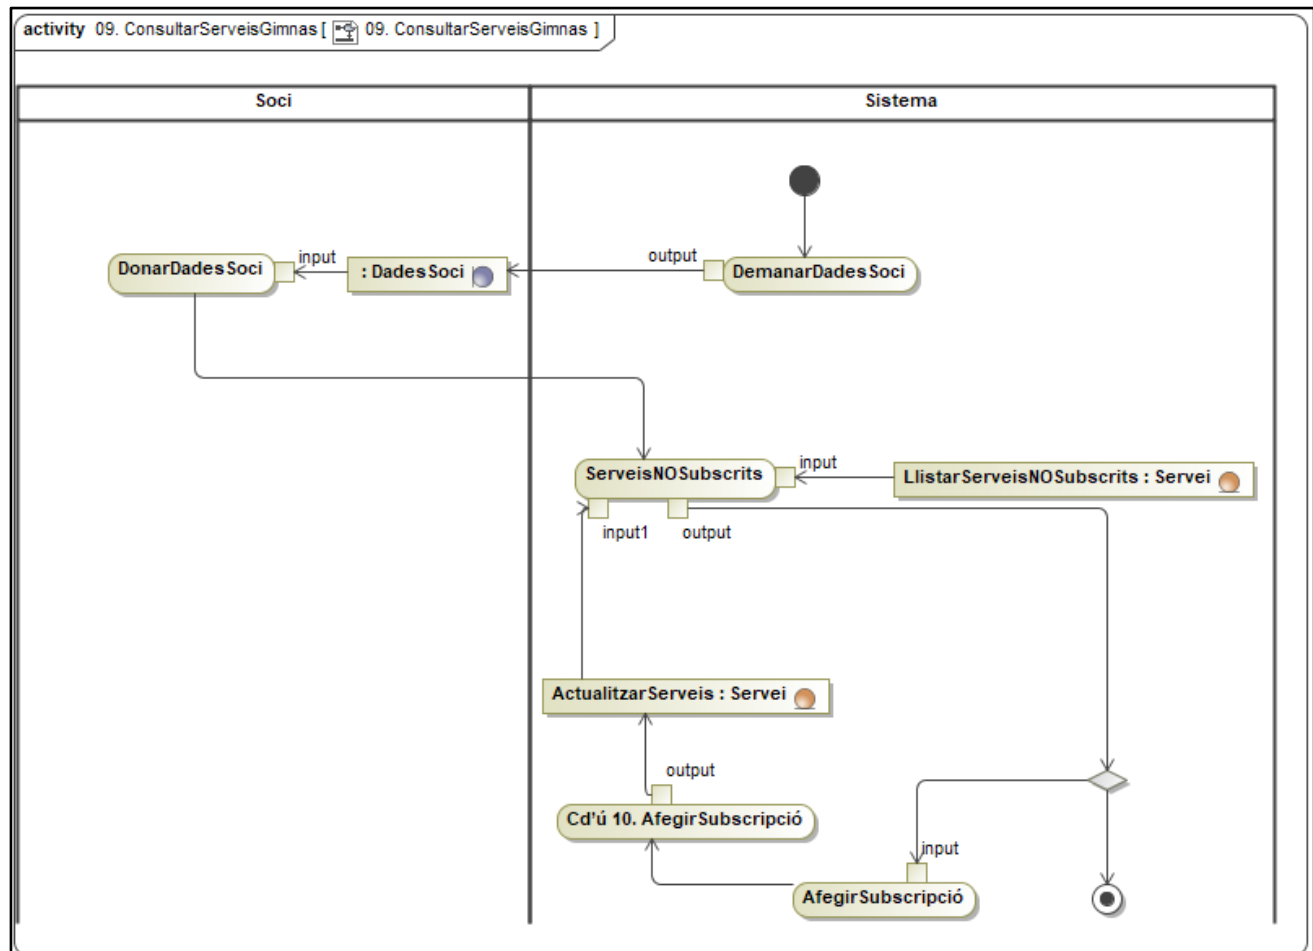 activity 09. ConsultarServeisGimnas [ 09. ConsultarServeisGimnas ]
Soci
Sistema
DonarDadesSoci
input
: DadesSoci
output
DemanarDadesSoci
ServeisNOSubscrits
input
LlistarServeisNOSubscrits : Servei
input1
output
ActualitzarServeis : Servei
output
Cd'ú 10. AfegirSubscripció
input
AfegirSubscripció